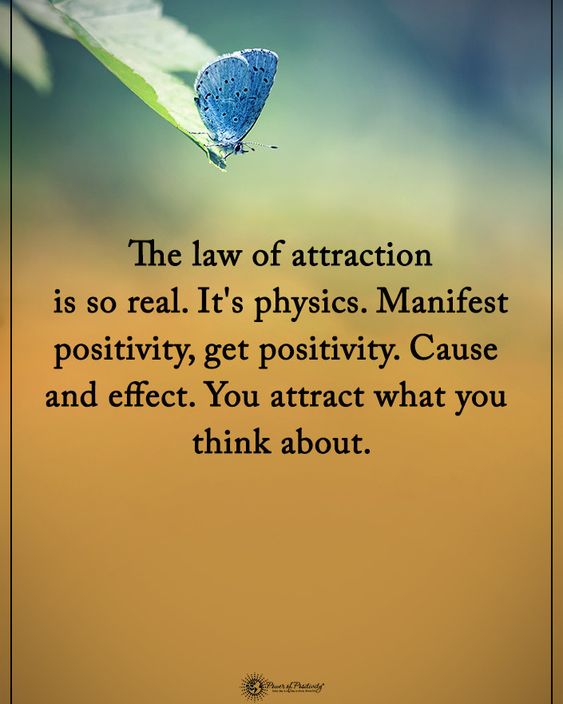 The law of attraction
is so real. It's physics. Manifest
positivity, get positivity. Cause
and effect. You attract what you
think about.
Power of Positivity